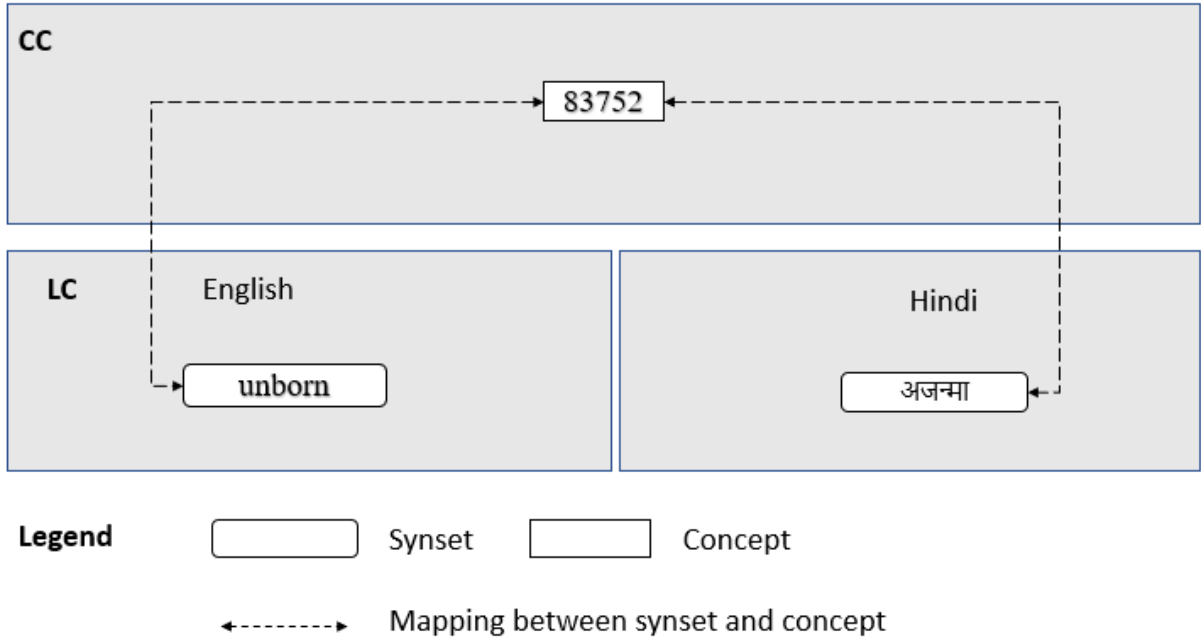 CC
83752
LC
English
Hindi
unborn
अजन्मा
Legend
Synset
Concept
Mapping between synset and concept